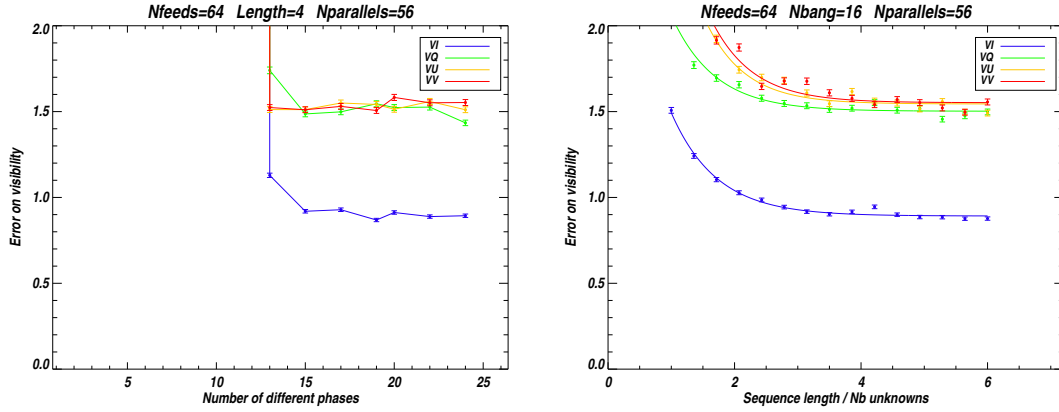 Nfeeds=64 Length=4 Nparallels=56
2.0
1.5
1.0
0.5
0.0
Error on visibility
VI
VQ
VU
VV
5 10 15 20 25
Number of different phases
Nfeeds=64 Nbang=16 Nparallels=56
2.0
1.5
1.0
0.5
0.0
Error on visibility
VI
VQ
VU
VV
0 2 4 6
Sequence length / Nb unknowns